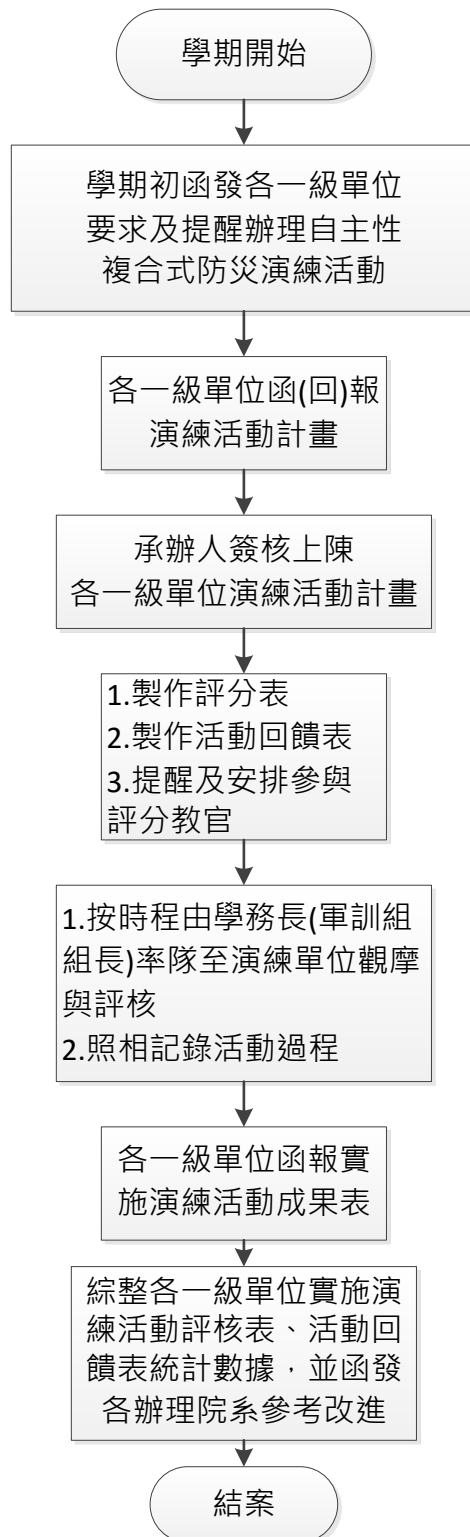 學期開始
學期初函發各一級單位
要求及提醒辦理自主性
複合式防災演練活動
各一級單位函(回)報
演練活動計畫
承辦人簽核上陳
各一級單位演練活動計畫
1.製作評分表
2.製作活動回饋表
3.提醒及安排參與
評分教官
1.按時程由學務長(軍訓組
組長)率隊至演練單位觀摩
與評核
2.照相記錄活動過程
各一級單位函報實
施演練活動成果表
綜整各一級單位實施演
練活動評核表、活動回
饋表統計數據，並函發
各辦理院系參考改進
結案